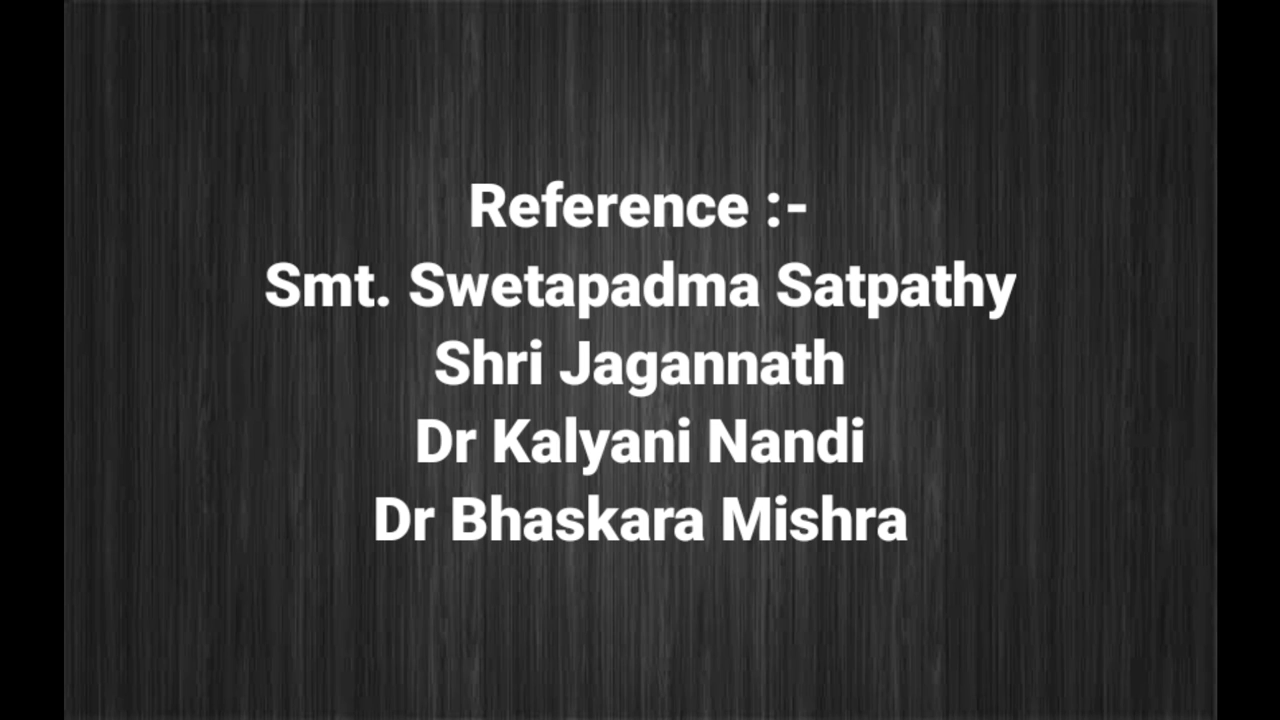 Reference :-
Smt. Swetapadma Satpathy
Shri Jagannath
Dr Kalyani Nandi
Dr Bhaskara Mishra